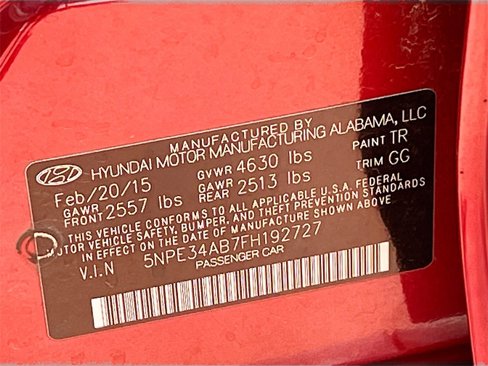 MANUFACTURED BY
HYUNDAI MOTOR MANUFACTURING ALABAMA, LLC
Feb/20/15 GVWR 4630 lbs PAINT TR
GAWR FRONT 2557 lbs GAWR REAR 2513 lbs TRIM GG
THIS VEHICLE CONFORMS TO ALL APPLICABLE U.S.A. FEDERAL
MOTOR VEHICLE SAFETY, BUMPER, AND THEFT PREVENTION STANDARDS
IN EFFECT ON THE DATE OF MANUFACTURE SHOWN ABOVE.
V.I.N 5NPE34AB7FH192727
PASSENGER CAR